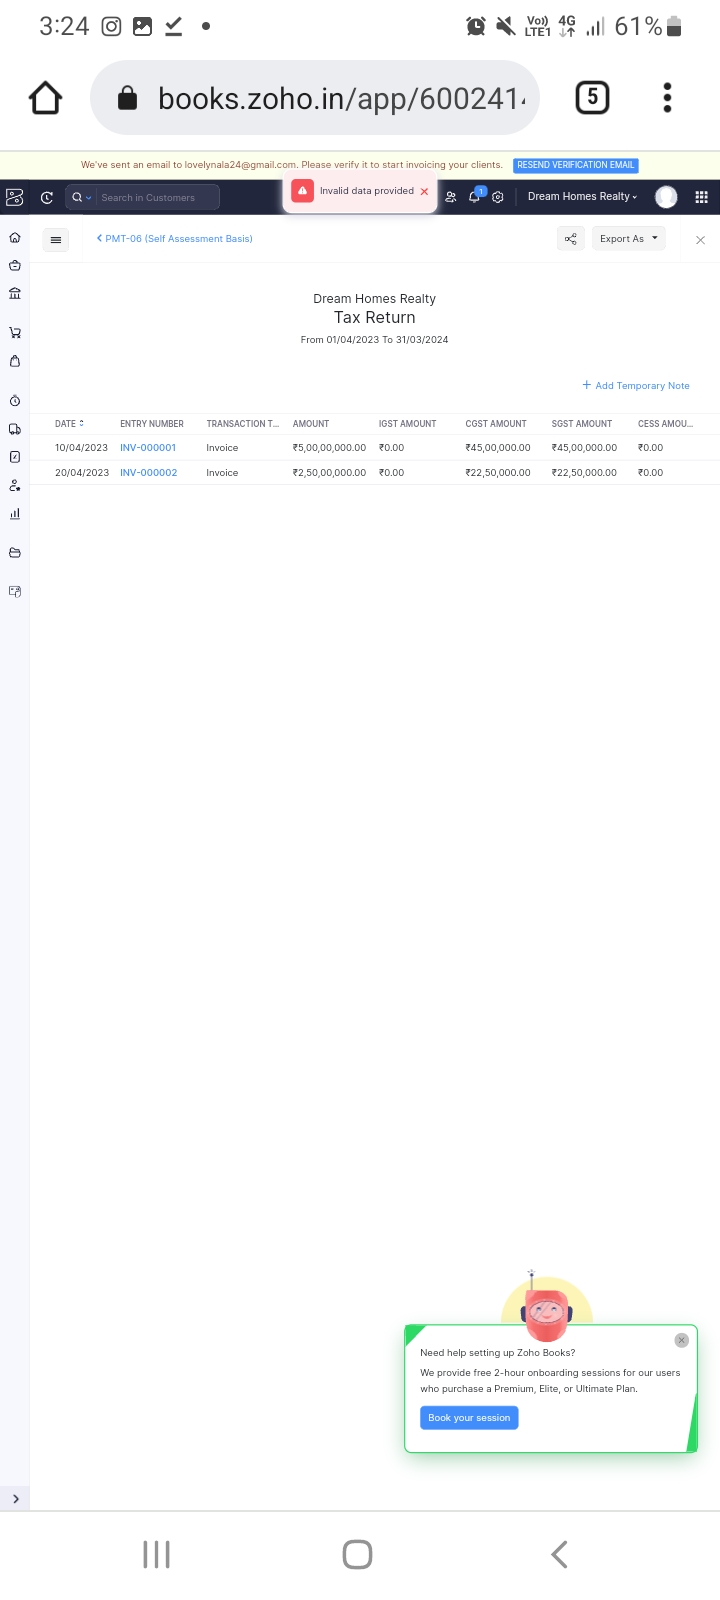 3:24
Vo)) LTE1 4G 61%
books.zoho.in/app/600241
5
We've sent an email to lovelynala24@gmail.com. Please verify it to start invoicing your clients. RESEND VERIFICATION EMAIL
Search in Customers
Invalid data provided
1
Dream Homes Realty
PMT-06 (Self Assessment Basis)
Export As
Dream Homes Realty
Tax Return
From 01/04/2023 To 31/03/2024
+ Add Temporary Note
DATE ENTRY NUMBER TRANSACTION T... AMOUNT IGST AMOUNT CGST AMOUNT SGST AMOUNT CESS AMOU...
10/04/2023 INV-000001 Invoice ₹5,00,00,000.00 ₹0.00 ₹45,00,000.00 ₹45,00,000.00 ₹0.00
20/04/2023 INV-000002 Invoice ₹2,50,00,000.00 ₹0.00 ₹22,50,000.00 ₹22,50,000.00 ₹0.00
Need help setting up Zoho Books?
We provide free 2-hour onboarding sessions for our users
who purchase a Premium, Elite, or Ultimate Plan.
Book your session